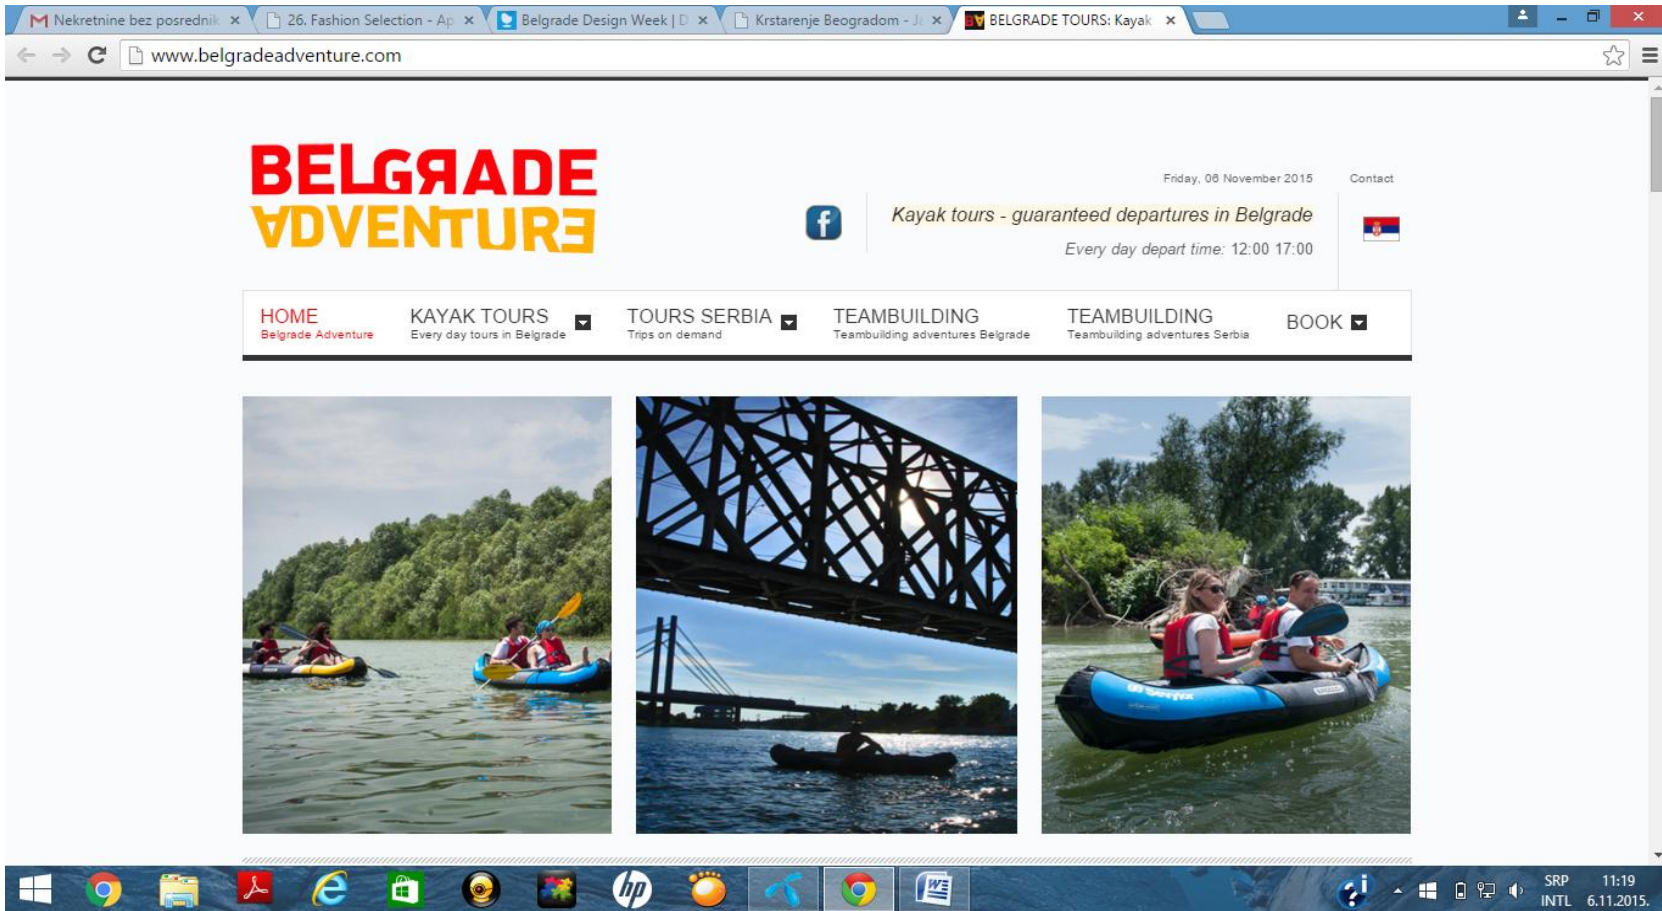 Nekretnine bez posrednik
26. Fashion Selection - Ap
Belgrade Design Week | D
Krstarenje Beogradom - Ja
BELGRADE TOURS: Kayak
www.belgradeadventure.com
BELGRADE
ADVENTURE
Friday, 06 November 2015
Contact
Kayak tours - guaranteed departures in Belgrade
Every day depart time: 12:00 17:00
HOME
Belgrade Adventure
KAYAK TOURS
Every day tours in Belgrade
TOURS SERBIA
Trips on demand
TEAMBUILDING
Teambuilding adventures Belgrade
TEAMBUILDING
Teambuilding adventures Serbia
BOOK
hp
SRP
INTL
11:19
6.11.2015.